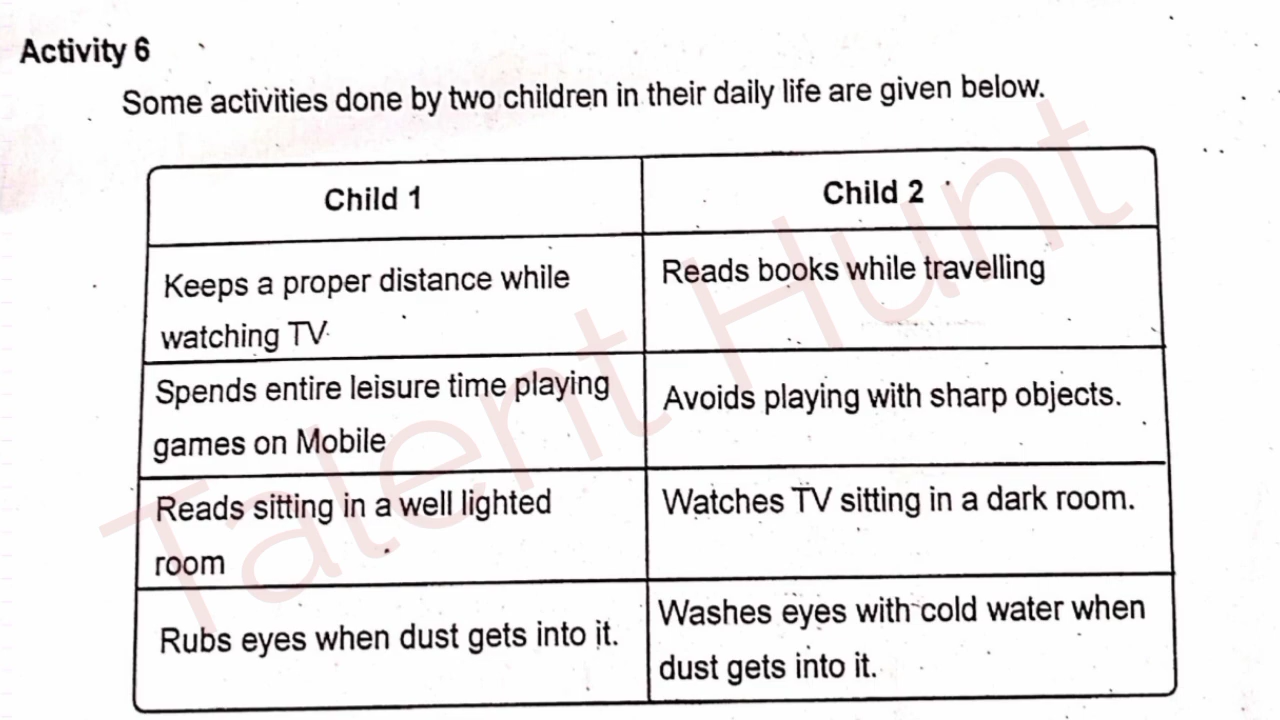 Activity 6
Some activities done by two children in their daily life are given below.
Child 1
Child 2
Keeps a proper distance while
watching TV
Reads books while travelling
Spends entire leisure time playing
games on Mobile
Avoids playing with sharp objects.
Reads sitting in a well lighted
room
Watches TV sitting in a dark room.
Rubs eyes when dust gets into it.
Washes eyes with cold water when
dust gets into it.
Talent Hunt